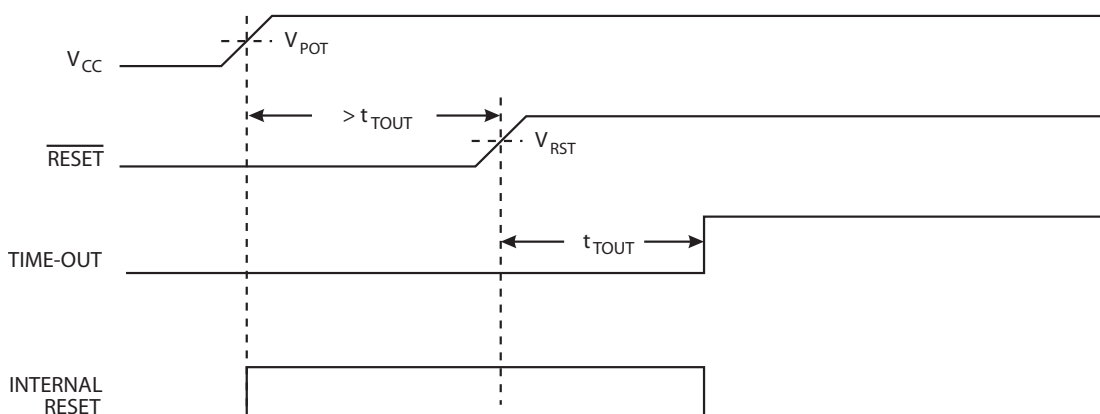 V_POT
V_CC
> t_TOUT
V_RST
RESET
t_TOUT
TIME-OUT
INTERNAL
RESET